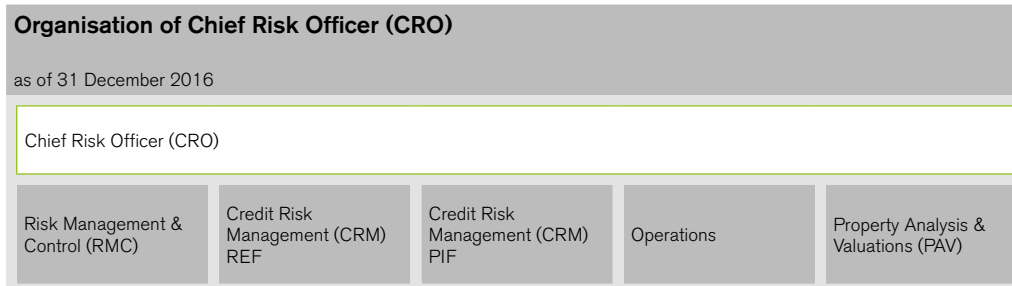 Organisation of Chief Risk Officer (CRO)
as of 31 December 2016
Chief Risk Officer (CRO)
Risk Management &
Control (RMC)
Credit Risk
Management (CRM)
REF
Credit Risk
Management (CRM)
PIF
Operations
Property Analysis &
Valuations (PAV)